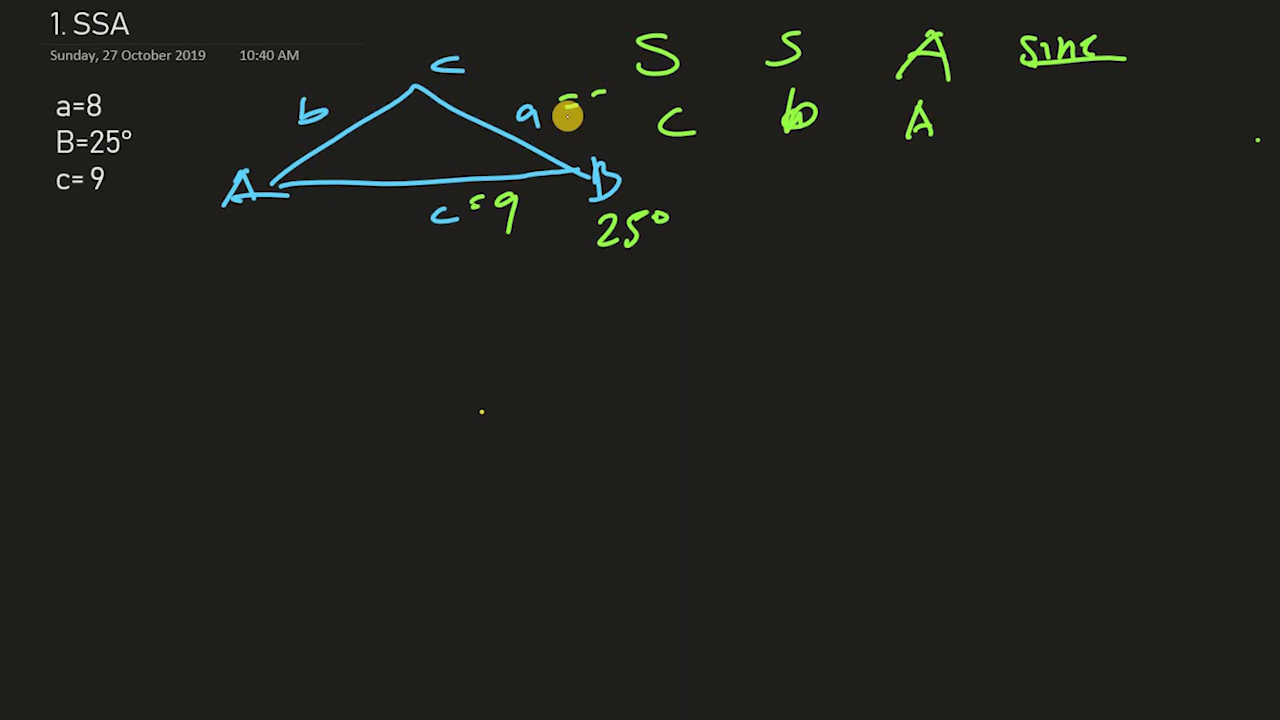 1. SSA
Sunday, 27 October 2019 10:40 AM
a=8
B=25°
c= 9
C
b
a =
A
B
c =9
25°
S S A sine
C b A